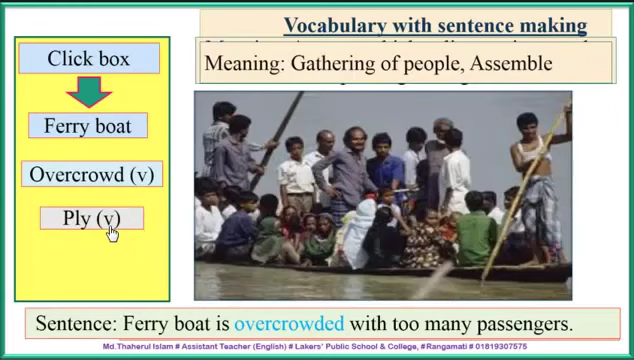 Vocabulary with sentence making
Click box
Meaning: Gathering of people, Assemble
Ferry boat
Overcrowd (v)
Ply (v)
Sentence: Ferry boat is overcrowded with too many passengers.
Md.Thaherul Islam # Assistant Teacher (English) # Lakers' Public School & College, #Rangamati # 01819307575